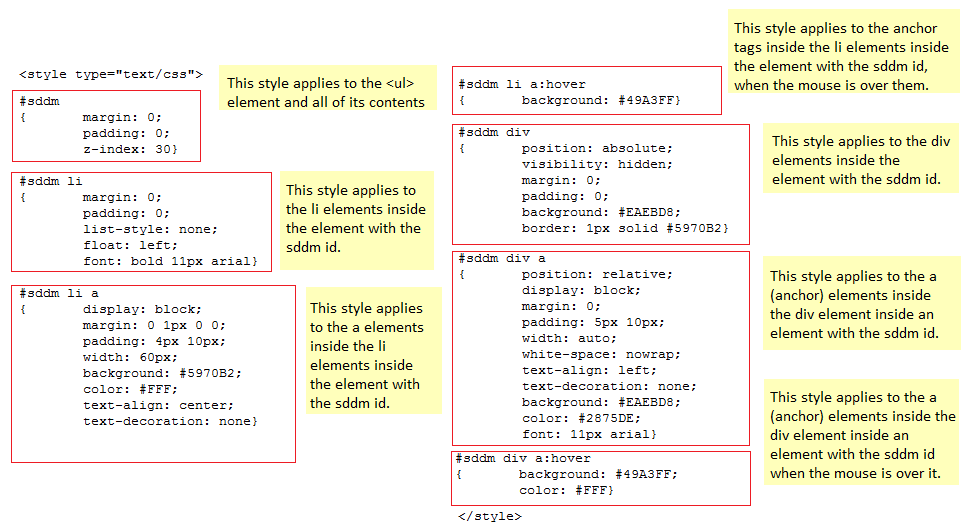 <style type="text/css">
This style applies to the <ul>
element and all of its contents
#sddm
{ margin: 0;
padding: 0;
z-index: 30}
#sddm li
{ margin: 0;
padding: 0;
list-style: none;
float: left;
font: bold 11px arial}
This style applies to
the li elements inside
the element with the
sddm id.
#sddm li a
{ display: block;
margin: 0 1px 0 0;
padding: 4px 10px;
width: 60px;
background: #5970B2;
color: #FFF;
text-align: center;
text-decoration: none}
This style applies
to the a elements
inside the li
elements inside
the element with
the sddm id.
#sddm li a:hover
{ background: #49A3FF}
This style applies to the anchor
tags inside the li elements inside
the element with the sddm id,
when the mouse is over them.
#sddm div
{ position: absolute;
visibility: hidden;
margin: 0;
padding: 0;
background: #EAEBD8;
border: 1px solid #5970B2}
This style applies to the div
elements inside the
element with the sddm id.
#sddm div a
{ position: relative;
display: block;
margin: 0;
padding: 5px 10px;
width: auto;
white-space: nowrap;
text-align: left;
text-decoration: none;
background: #EAEBD8;
color: #2875DE;
font: 11px arial}
This style applies to the a
(anchor) elements inside
the div element inside an
element with the sddm id.
#sddm div a:hover
{ background: #49A3FF;
color: #FFF}
This style applies to the a
(anchor) elements inside the
div element inside an
element with the sddm id
when the mouse is over it.
</style>